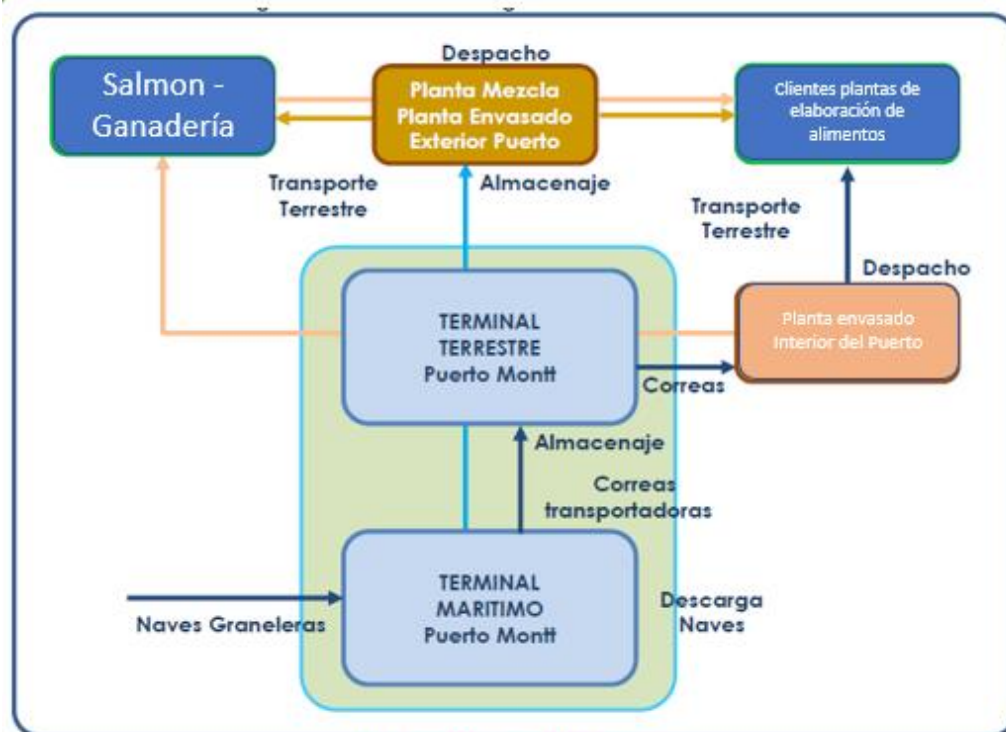 Despacho
Salmon -
Ganadería
Planta Mezcla
Planta Envasado
Exterior Puerto
Clientes plantas de
elaboración de
alimentos
Transporte
Terrestre
Almacenaje
Transporte
Terrestre
Despacho
TERMINAL
TERRESTRE
Puerto Montt
Planta envasado
Interior del Puerto
Correas
Almacenaje
Correas
transportadoras
TERMINAL
MARITIMO
Puerto Montt
Naves Graneleras
Descarga
Naves